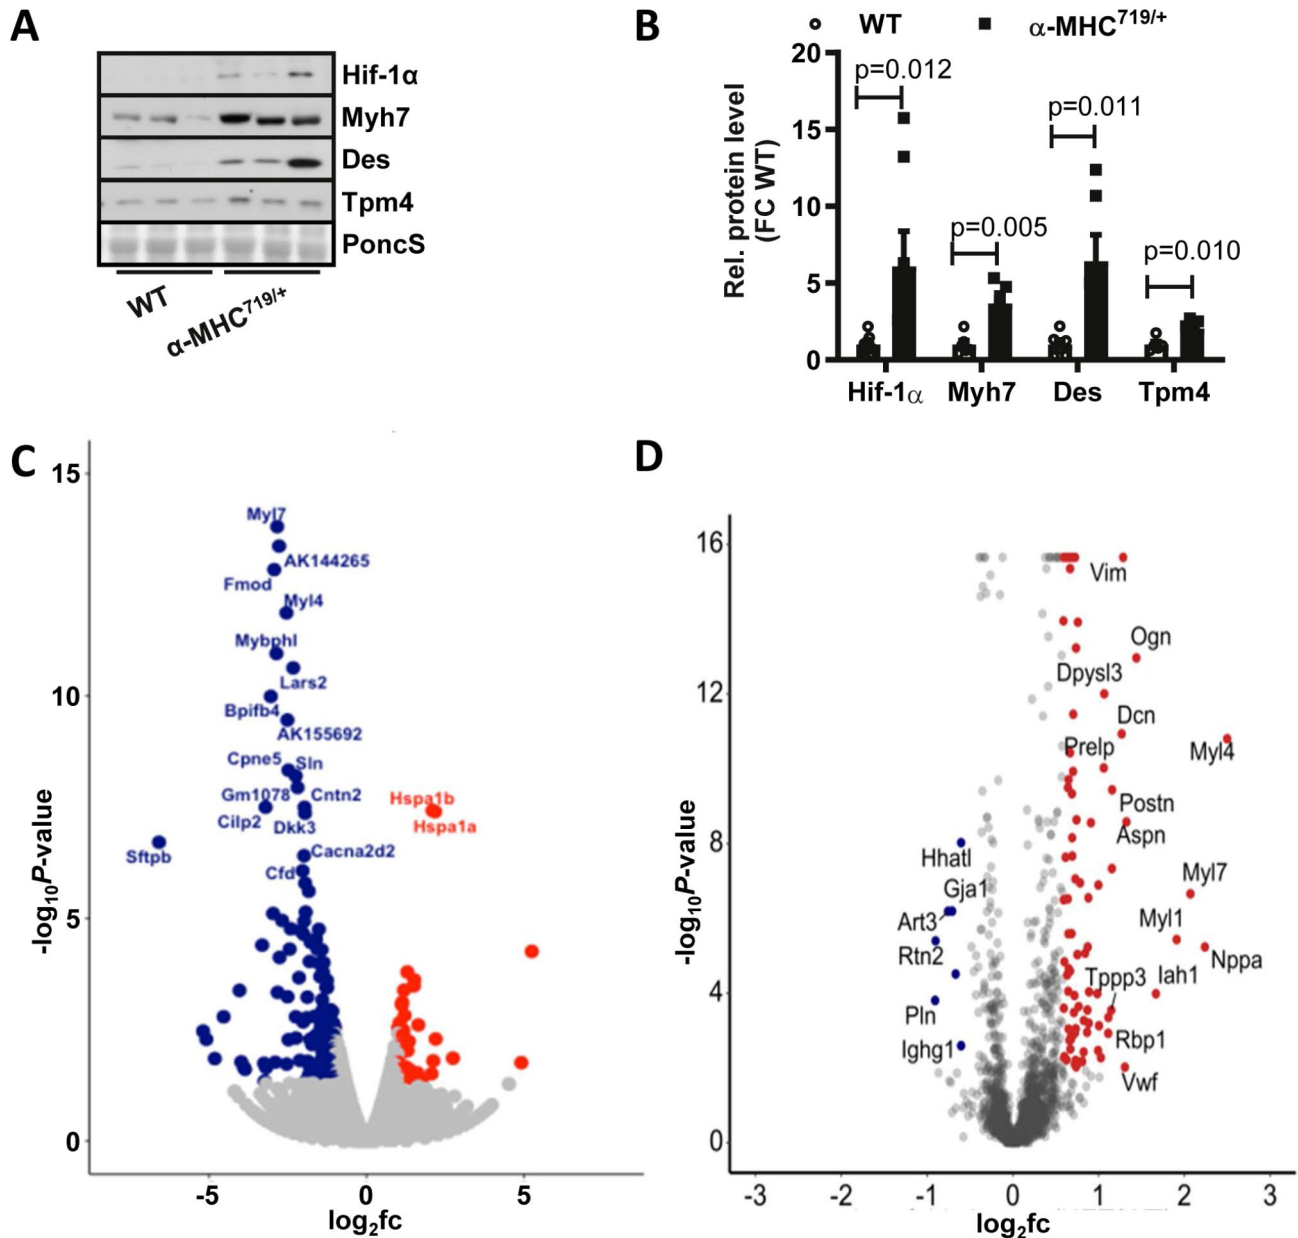 A
Hif-1α
Myh7
Des
Tpm4
PoncS
WT
α-MHC719/+
B
WT
α-MHC719/+
Rel. protein level
(FC WT)
20
15
10
5
0
p=0.012
p=0.005
p=0.011
p=0.010
Hif-1α
Myh7
Des
Tpm4
C
-log10P-value
15
10
5
0
Myl7
AK144265
Fmod
Myl4
Mybphl
Lars2
Bpifb4
AK155692
Cpne5
Sln
Gm1078
Cntn2
Cilp2
Dkk3
Sftpb
Cacna2d2
Cfd
Hspa1b
Hspa1a
-5
0
5
log2fc
D
-log10P-value
16
12
8
4
0
Vim
Ogn
Dpysl3
Dcn
Prelp
Myl4
Postn
Aspn
Hhatl
Gja1
Myl7
Art3
Myl1
Rtn2
Nppa
Tppp3
Iah1
Pln
Rbp1
Ighg1
Vwf
-3
-2
-1
0
1
2
3
log2fc